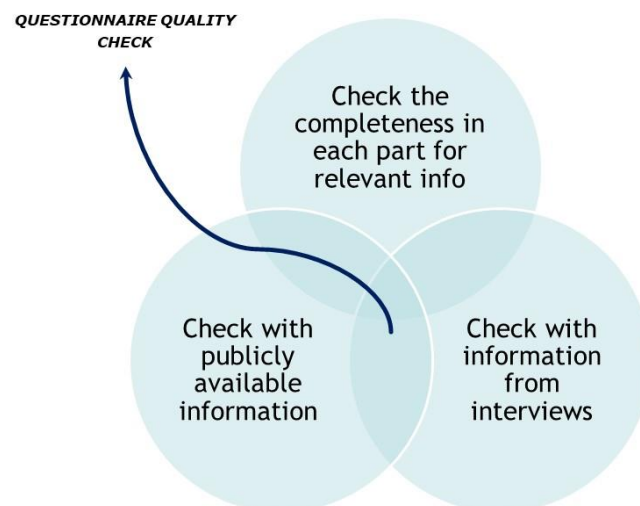 QUESTIONNAIRE QUALITY
CHECK
Check the
completeness in
each part for
relevant info
Check with
publicly
available
information
Check with
information
from
interviews